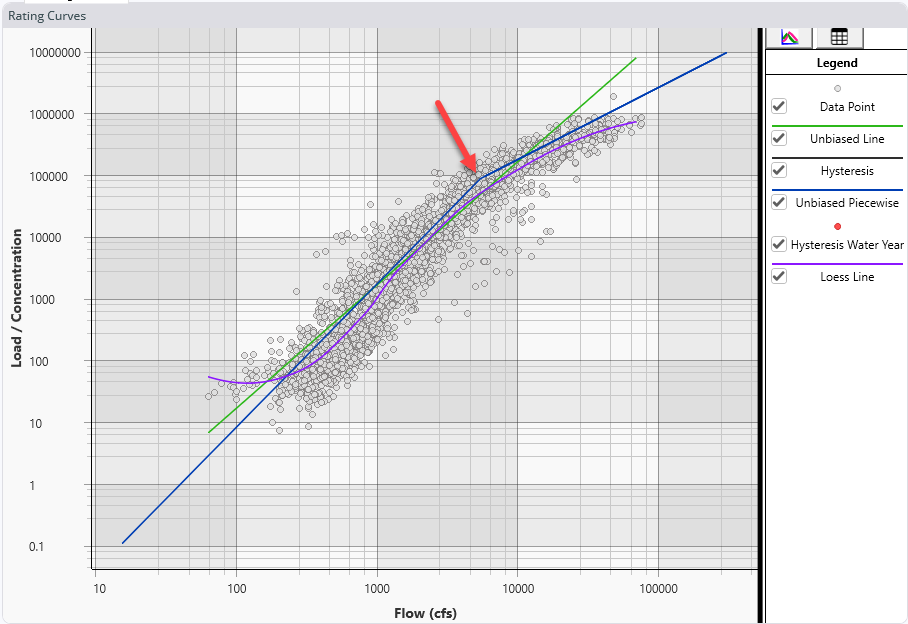 Rating Curves
Load / Concentration
10000000
1000000
100000
10000
1000
100
10
1
0.1
10
100
1000
10000
100000
Flow (cfs)
Legend
Data Point
Unbiased Line
Hysteresis
Unbiased Piecewise
Hysteresis Water Year
Loess Line